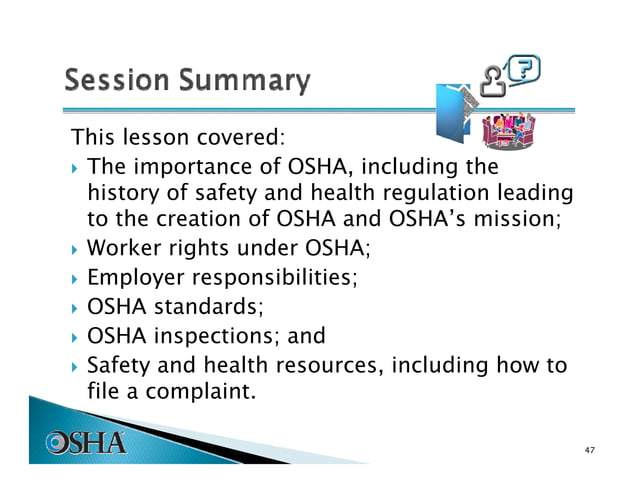 Session Summary
?
This lesson covered:
The importance of OSHA, including the
history of safety and health regulation leading
to the creation of OSHA and OSHA’s mission;
Worker rights under OSHA;
Employer responsibilities;
OSHA standards;
OSHA inspections; and
Safety and health resources, including how to
file a complaint.
OSHA
47